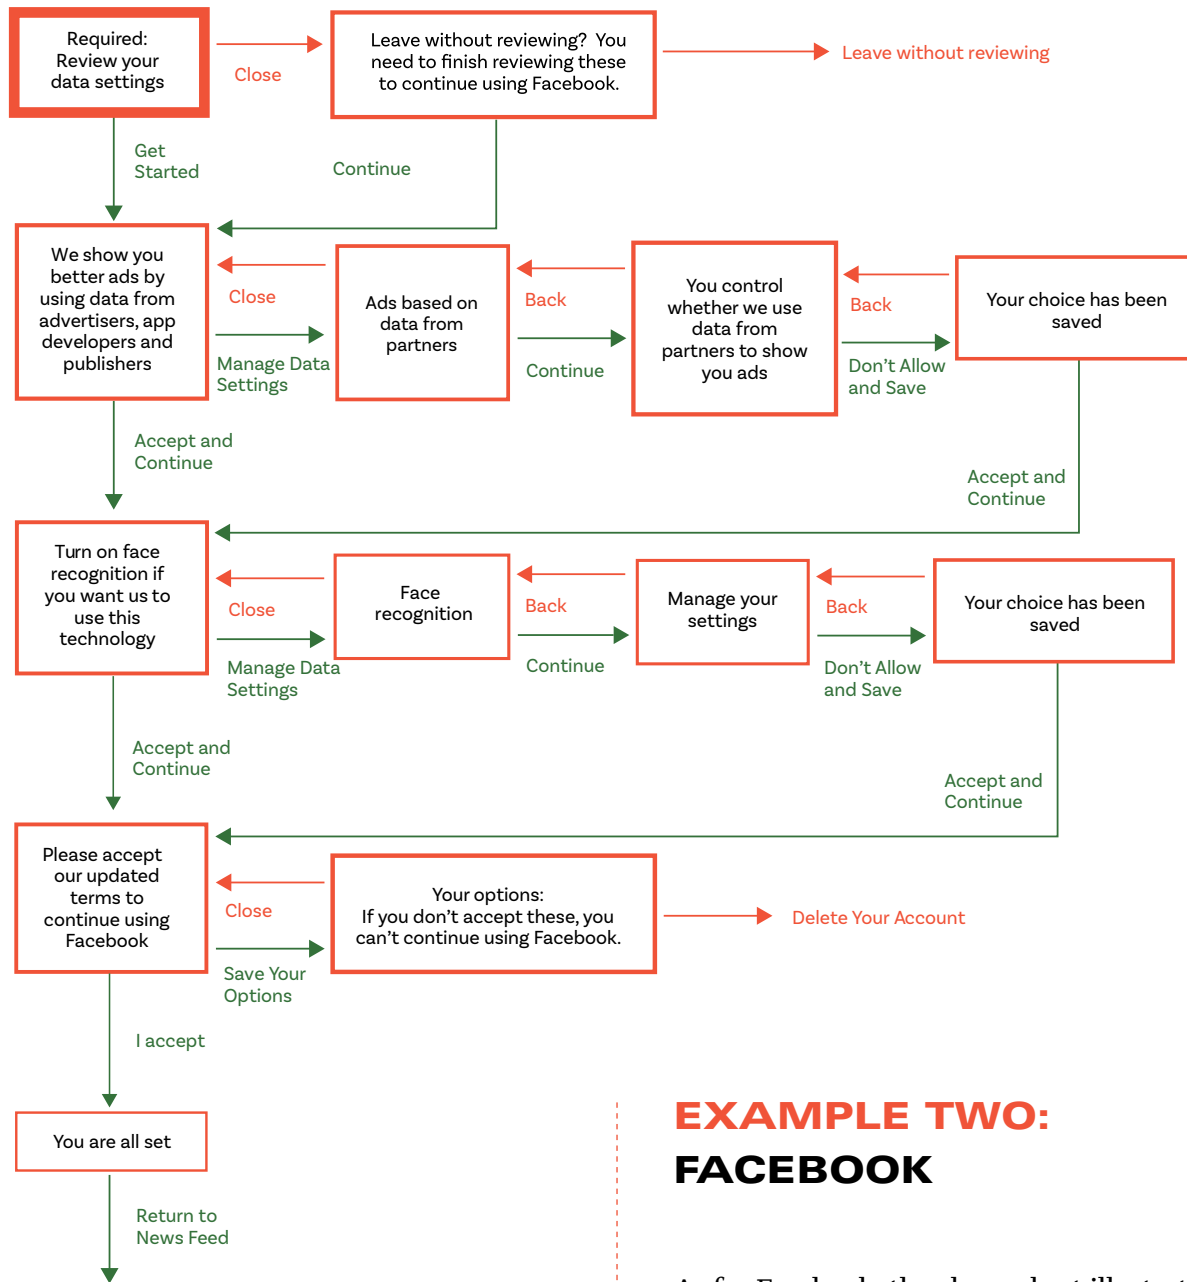 Required:
Review your
data settings
Close
Leave without reviewing? You
need to finish reviewing these
to continue using Facebook.
Leave without reviewing
Get
Started
Continue
We show you
better ads by
using data from
advertisers, app
developers and
publishers
Close
Manage Data
Settings
Ads based on
data from
partners
Back
Continue
You control
whether we use
data from
partners to show
you ads
Back
Don't Allow
and Save
Your choice has been
saved
Accept and
Continue
Accept and
Continue
Turn on face
recognition if
you want us to
use this
technology
Close
Manage Data
Settings
Face
recognition
Back
Continue
Manage your
settings
Back
Don't Allow
and Save
Your choice has been
saved
Accept and
Continue
Accept and
Continue
Please accept
our updated
terms to
continue using
Facebook
Close
Save Your
Options
Your options:
If you don't accept these, you
can't continue using Facebook.
Delete Your Account
I accept
You are all set
Return to
News Feed
EXAMPLE TWO:
FACEBOOK